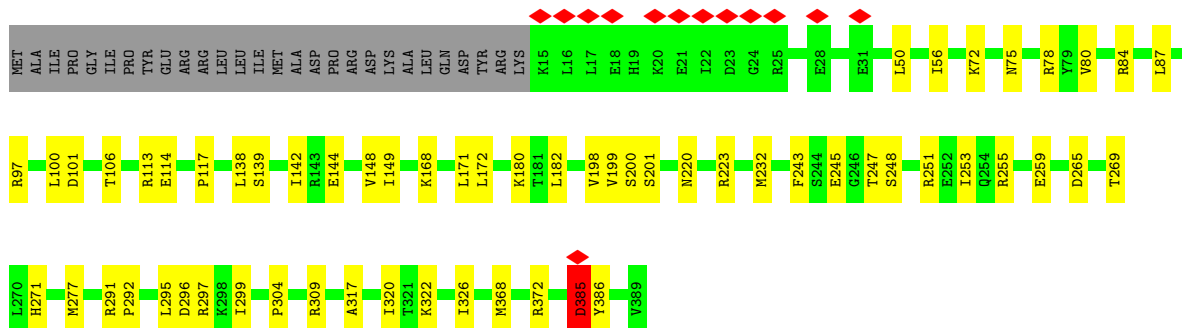 MET ALA ILE PRO GLY ILE PRO TYR GLU ARG ARG LEU LEU ILE MET ALA ASP PRO ARG ASP LYS ALA LEU GLN ASP TYR ARG LYS K15 L16 L17 E18 H19 K20 E21 I22 D23 G24 R25 E28 E31 L50 I56 K72 N75 R78 Y79 V80 R84 L87
R97 L100 D101 T106 R113 E114 P117 L138 S139 I142 R143 E144 V148 I149 K168 L171 L172 K180 T181 L182 V198 V199 S200 S201 N220 R223 M232 F243 S244 E245 G246 T247 S248 R251 E252 I253 Q254 R255 E259 D265 T269
L270 H271 M277 R291 P292 L295 D296 R297 K298 I299 P304 R309 A317 I320 T321 K322 I326 M368 R372 D385 Y386 V389